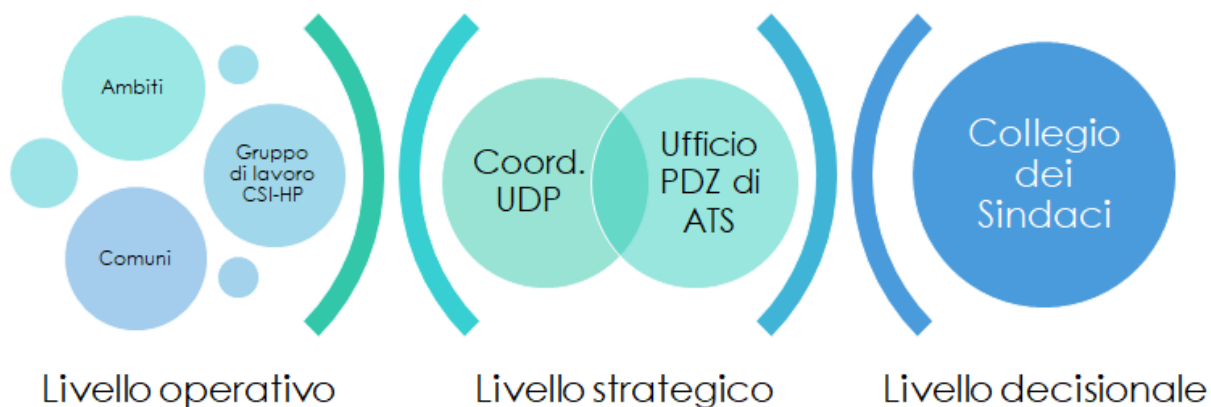 Ambiti
Gruppo
di lavoro
CSI-HP
Comuni
Livello operativo
Coord.
UDP
Ufficio
PDZ di
ATS
Livello strategico
Collegio
dei
Sindaci
Livello decisionale